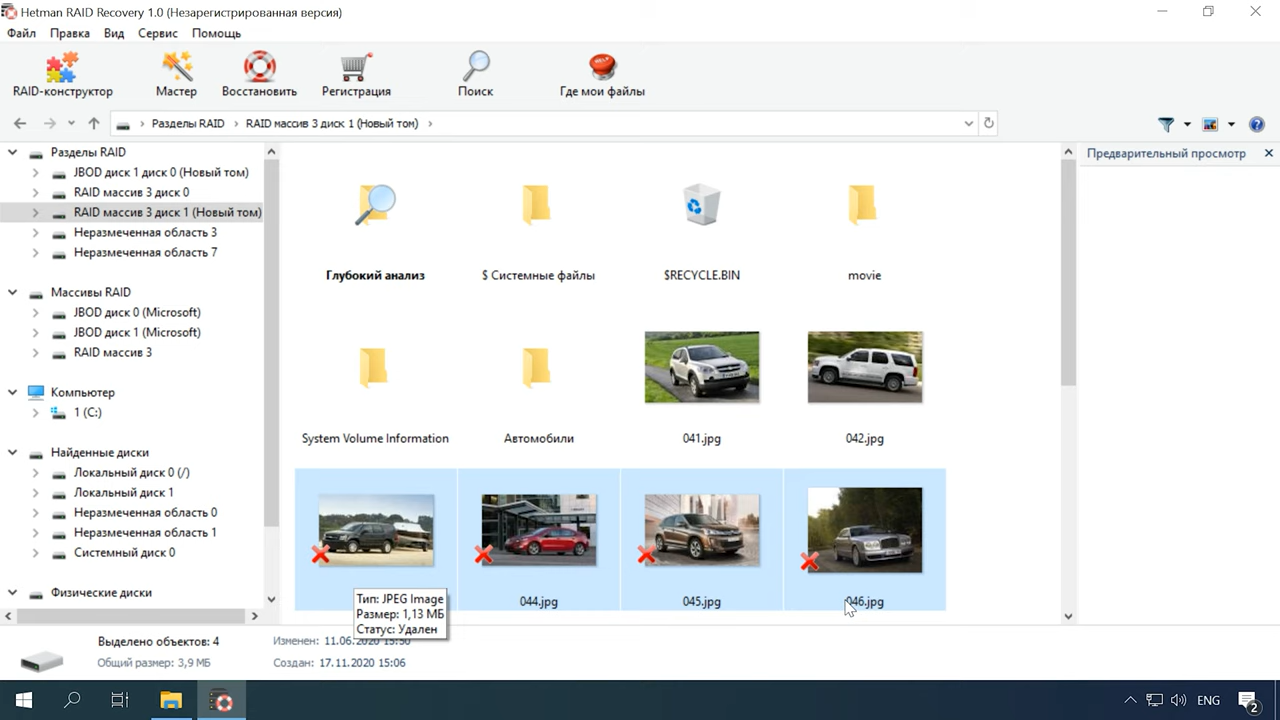 Hetman RAID Recovery 1.0 (Незарегистрированная версия)
Файл Правка Вид Сервис Помощь
RAID-конструктор Мастер Восстановить Регистрация Поиск Где мои файлы
Разделы RAID RAID массив 3 диск 1 (Новый том)
Разделы RAID
JBOD диск 1 диск 0 (Новый том)
RAID массив 3 диск 0
RAID массив 3 диск 1 (Новый том)
Неразмеченная область 3
Неразмеченная область 7
Массивы RAID
JBOD диск 0 (Microsoft)
JBOD диск 1 (Microsoft)
RAID массив 3
Компьютер
1 (C:)
Найденные диски
Локальный диск 0 (/)
Локальный диск 1
Неразмеченная область 0
Неразмеченная область 1
Системный диск 0
Физические диски
Глубокий анализ $ Системные файлы $RECYCLE.BIN movie
System Volume Information Автомобили 041.jpg 042.jpg
044.jpg 045.jpg 046.jpg
Тип: JPEG Image
Размер: 1,13 МБ
Статус: Удален
Предварительный просмотр
Выделено объектов: 4 Изменен: 11.06.2020 15:50
Общий размер: 3,9 МБ Создан: 17.11.2020 15:06
ENG
2